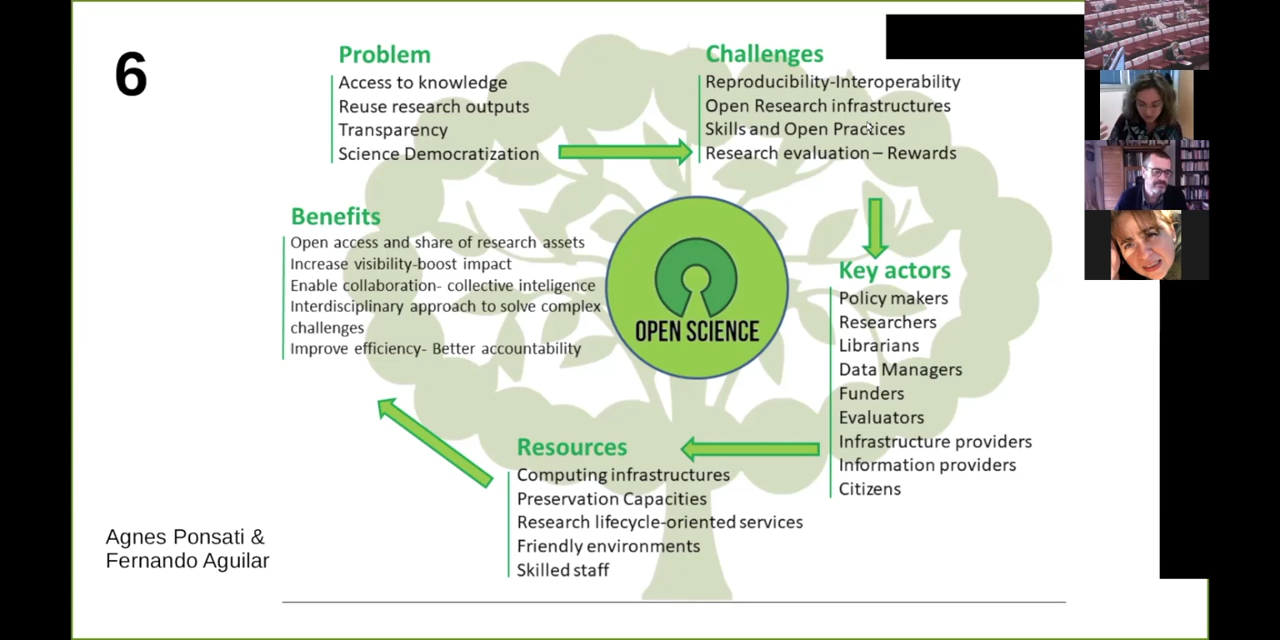 6
Problem
Access to knowledge
Reuse research outputs
Transparency
Science Democratization
Challenges
Reproducibility-Interoperability
Open Research infrastructures
Skills and Open Practices
Research evaluation – Rewards
Benefits
Open access and share of research assets
Increase visibility-boost impact
Enable collaboration- collective inteligence
Interdisciplinary approach to solve complex
challenges
Improve efficiency- Better accountability
OPEN SCIENCE
Key actors
Policy makers
Researchers
Librarians
Data Managers
Funders
Evaluators
Infrastructure providers
Information providers
Citizens
Resources
Computing infrastructures
Preservation Capacities
Research lifecycle-oriented services
Friendly environments
Skilled staff
Agnes Ponsati &
Fernando Aguilar